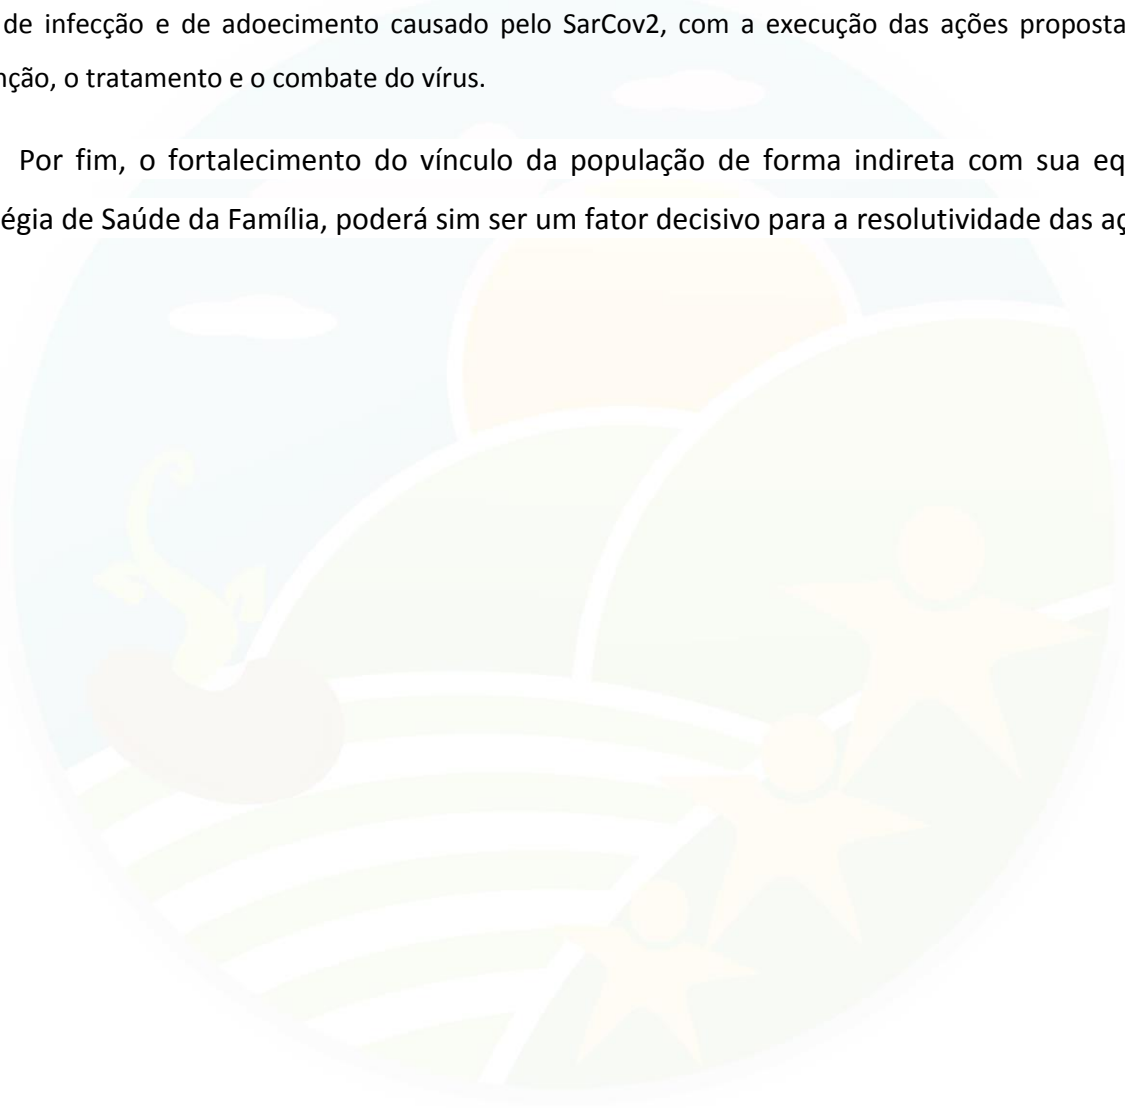 de infecção e de adoecimento causado pelo SarCov2, com a execução das ações proposta
nção, o tratamento e o combate do vírus.
Por fim, o fortalecimento do vínculo da população de forma indireta com sua eq
égia de Saúde da Família, poderá sim ser um fator decisivo para a resolutividade das aç